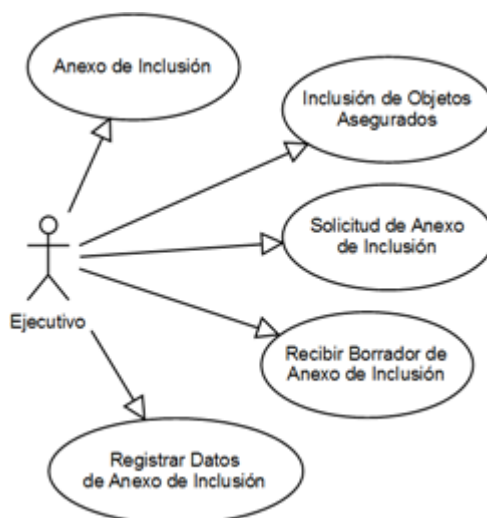 Anexo de Inclusión
Inclusión de Objetos
Asegurados
Solicitud de Anexo
de Inclusión
Ejecutivo
Recibir Borrador de
Anexo de Inclusión
Registrar Datos
de Anexo de Inclusión